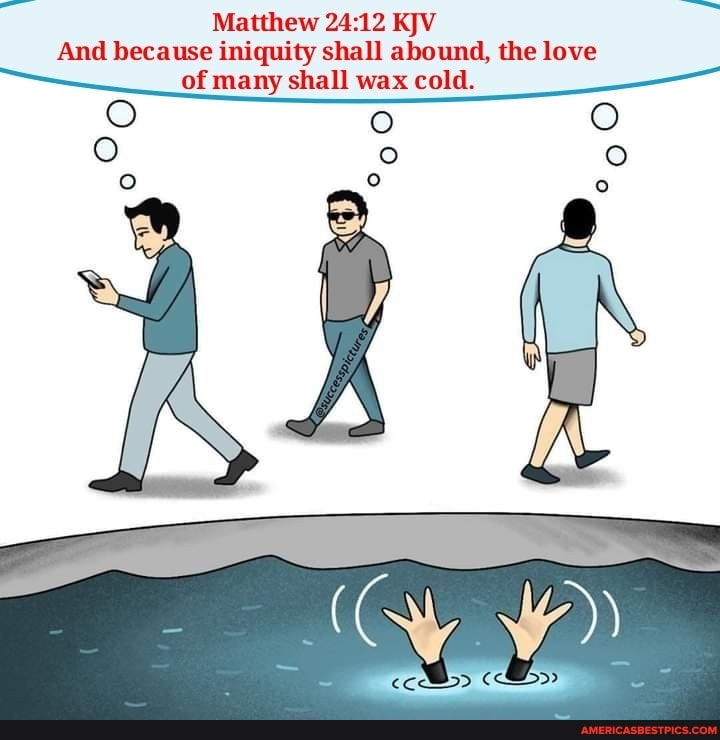 Matthew 24:12 KJV
And because iniquity shall abound, the love
of many shall wax cold.
@successpictures
AMERICASBESTPICS.COM